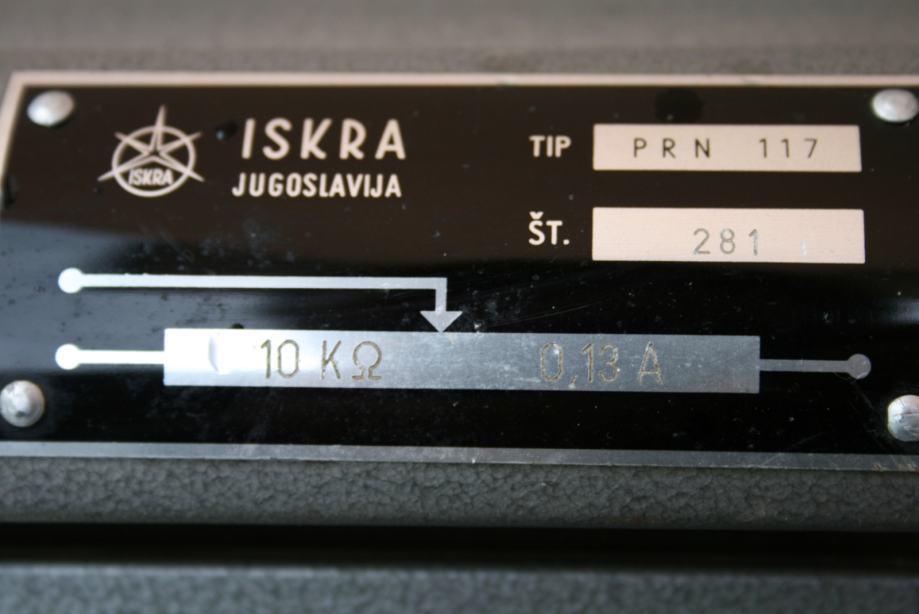 ISKRA
ISKRA
JUGOSLAVIJA
TIP PRN 117
ŠT. 281
10 KΩ 0,13 A